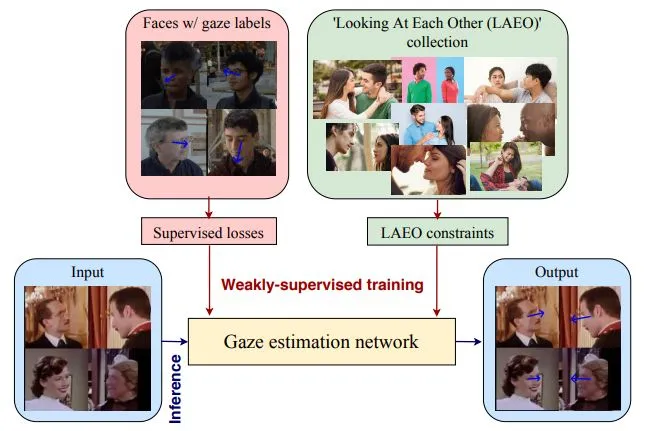 Faces w/ gaze labels
'Looking At Each Other (LAEO)'
collection
Supervised losses
LAEO constraints
Input
Weakly-supervised training
Output
Gaze estimation network
Inference